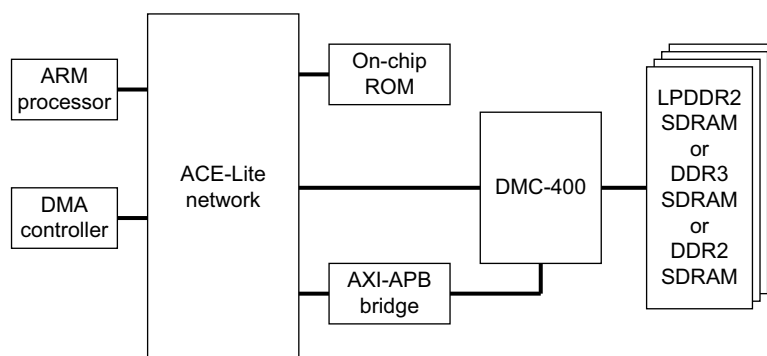 ARM
processor
DMA
controller
ACE-Lite
network
On-chip
ROM
AXI-APB
bridge
DMC-400
LPDDR2
SDRAM
or
DDR3
SDRAM
or
DDR2
SDRAM